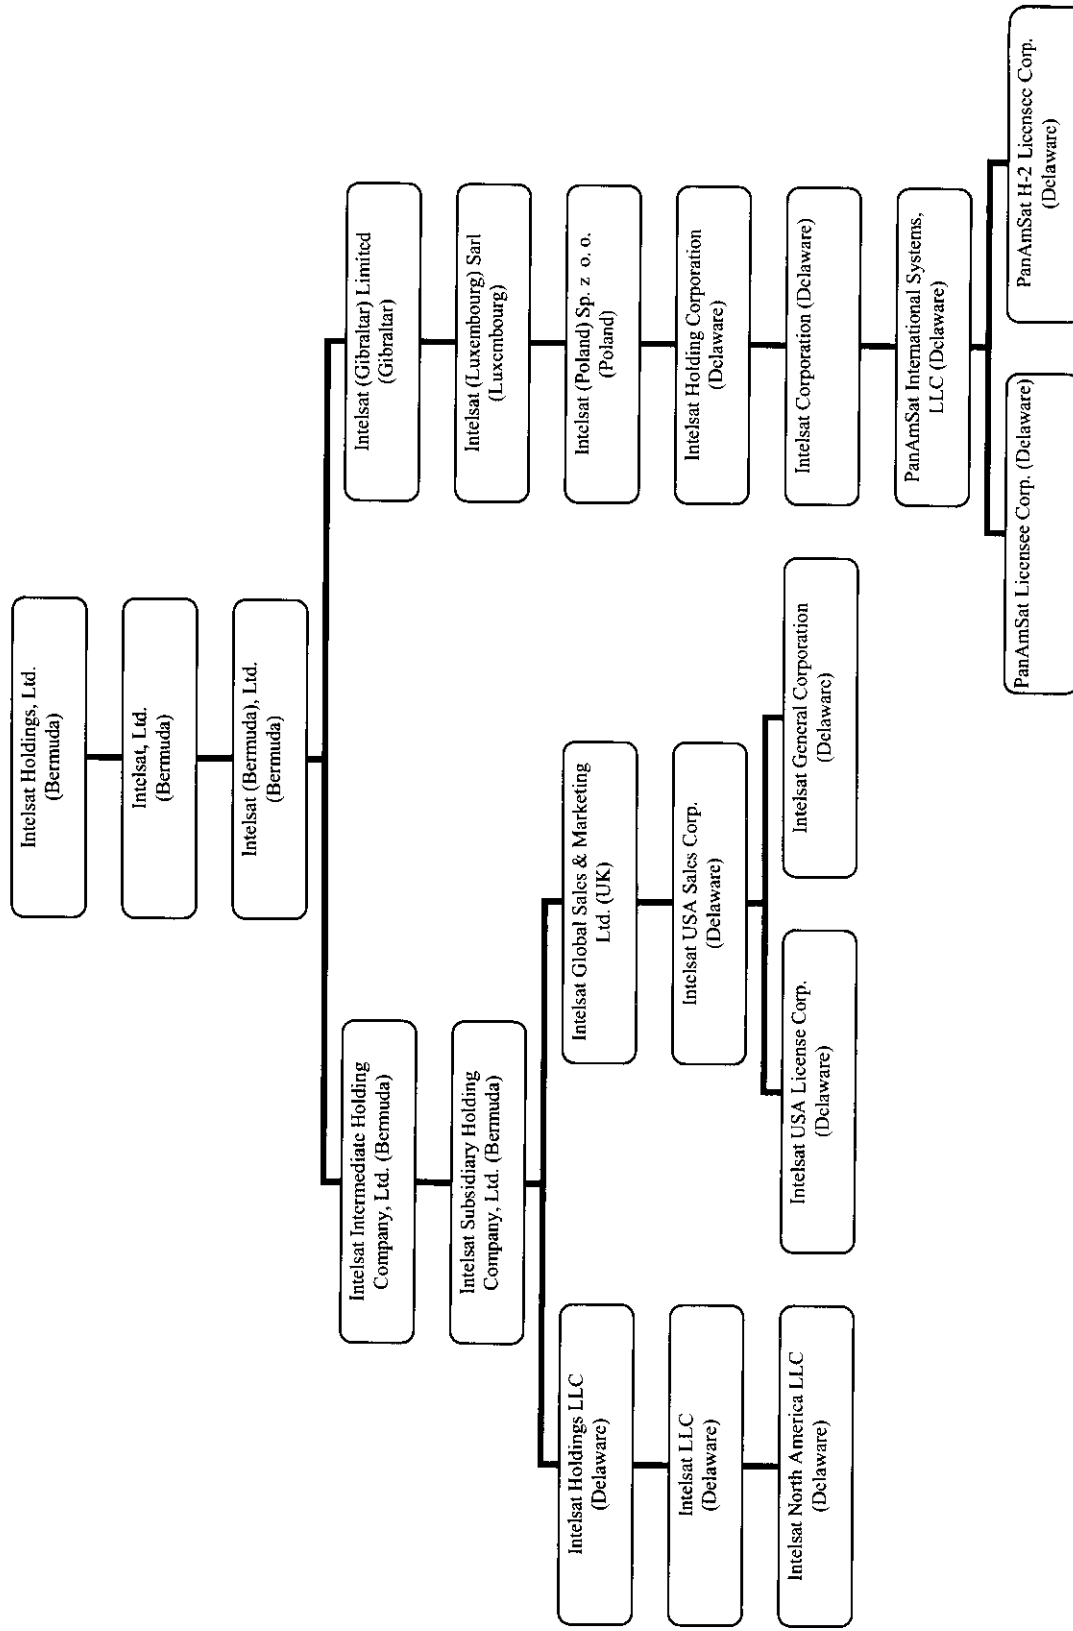 Intelsat Holdings, Ltd.
(Bermuda)
Intelsat, Ltd.
(Bermuda)
Intelsat (Bermuda), Ltd.
(Bermuda)
Intelsat Intermediate Holding
Company, Ltd. (Bermuda)
Intelsat (Gibraltar) Limited
(Gibraltar)
Intelsat Subsidiary Holding
Company, Ltd. (Bermuda)
Intelsat (Luxembourg) Sarl
(Luxembourg)
Intelsat Holdings LLC
(Delaware)
Intelsat Global Sales & Marketing
Ltd. (UK)
Intelsat (Poland) Sp. z o. o.
(Poland)
Intelsat LLC
(Delaware)
Intelsat USA Sales Corp.
(Delaware)
Intelsat Holding Corporation
(Delaware)
Intelsat North America LLC
(Delaware)
Intelsat USA License Corp.
(Delaware)
Intelsat General Corporation
(Delaware)
Intelsat Corporation (Delaware)
PanAmSat International Systems,
LLC (Delaware)
PanAmSat Licensee Corp. (Delaware)
PanAmSat H-2 Licensee Corp.
(Delaware)